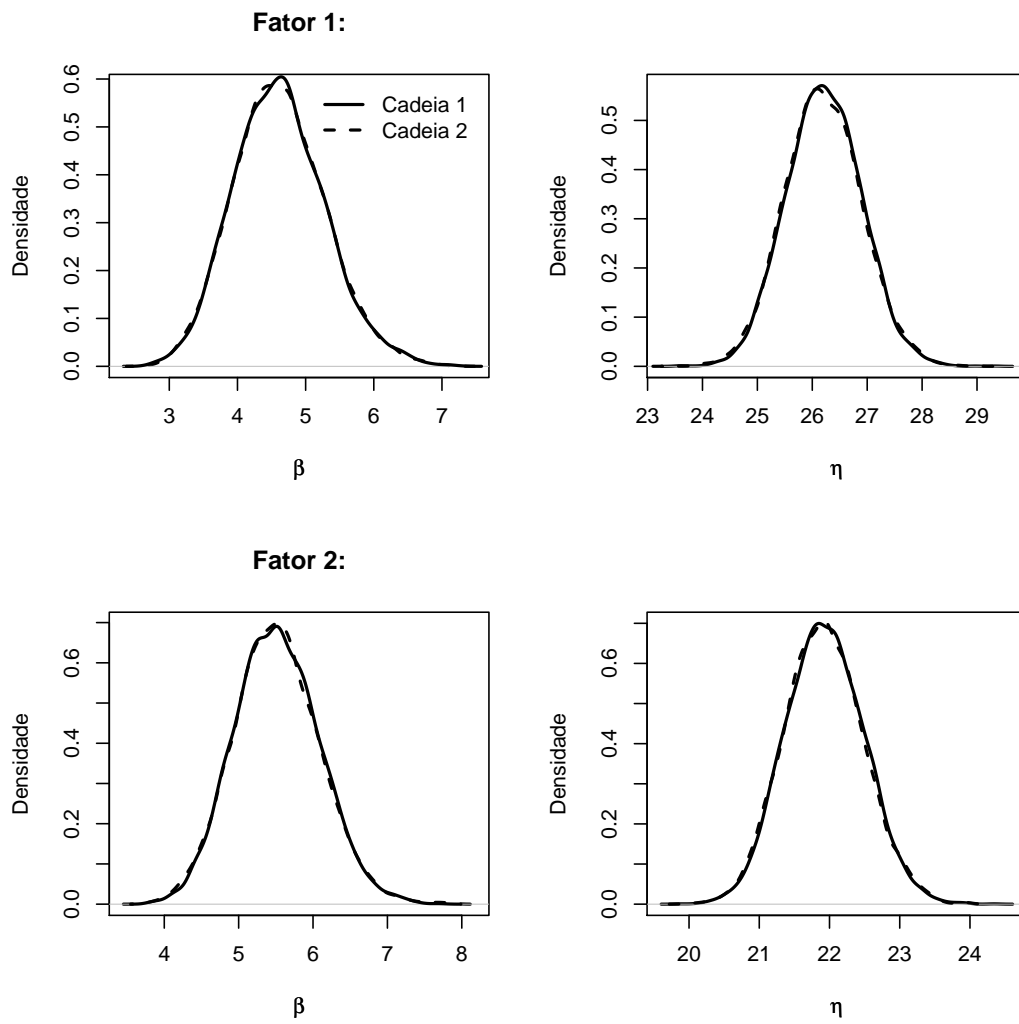 Fator 1:
Densidade
0.0 0.1 0.2 0.3 0.4 0.5 0.6
Cadeia 1
Cadeia 2
3 4 5 6 7
β
Densidade
0.0 0.1 0.2 0.3 0.4 0.5
23 24 25 26 27 28 29
η
Fator 2:
Densidade
0.0 0.2 0.4 0.6
4 5 6 7 8
β
Densidade
0.0 0.2 0.4 0.6
20 21 22 23 24
η